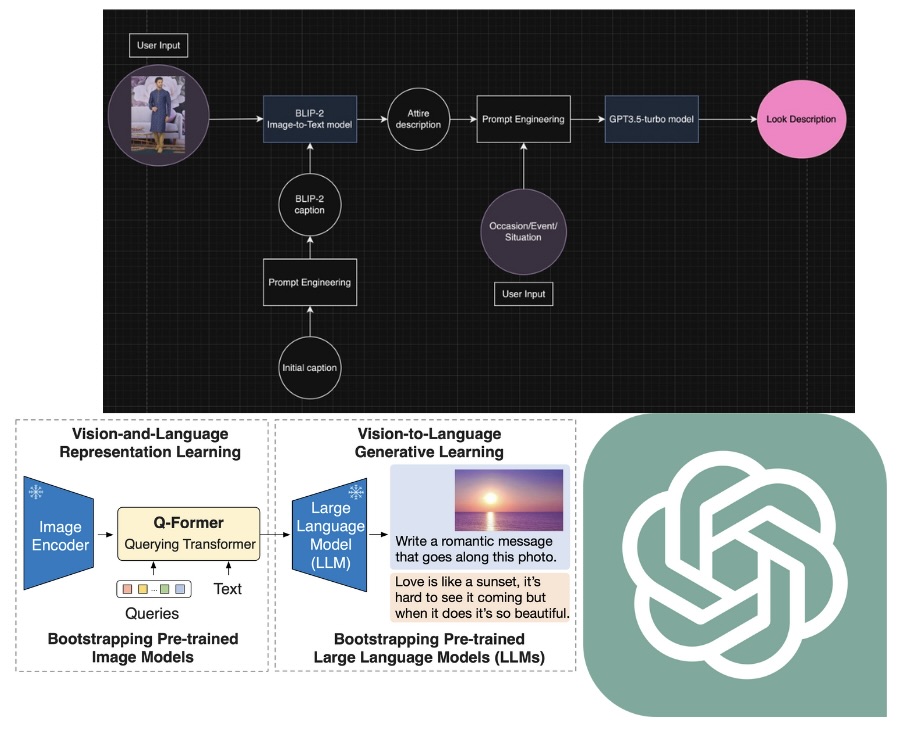 User Input
BLIP-2
Image-to-Text model
Attire
description
Prompt Engineering
GPT3.5-turbo model
Look Description
BLIP-2
caption
Occasion/Event/
Situation
Prompt Engineering
User Input
Initial caption
Vision-and-Language
Representation Learning
Image
Encoder
Q-Former
Querying Transformer
...
Queries
Text
Bootstrapping Pre-trained
Image Models
Vision-to-Language
Generative Learning
Large
Language
Model
(LLM)
Write a romantic message
that goes along this photo.
Love is like a sunset, it's
hard to see it coming but
when it does it's so beautiful.
Bootstrapping Pre-trained
Large Language Models (LLMs)